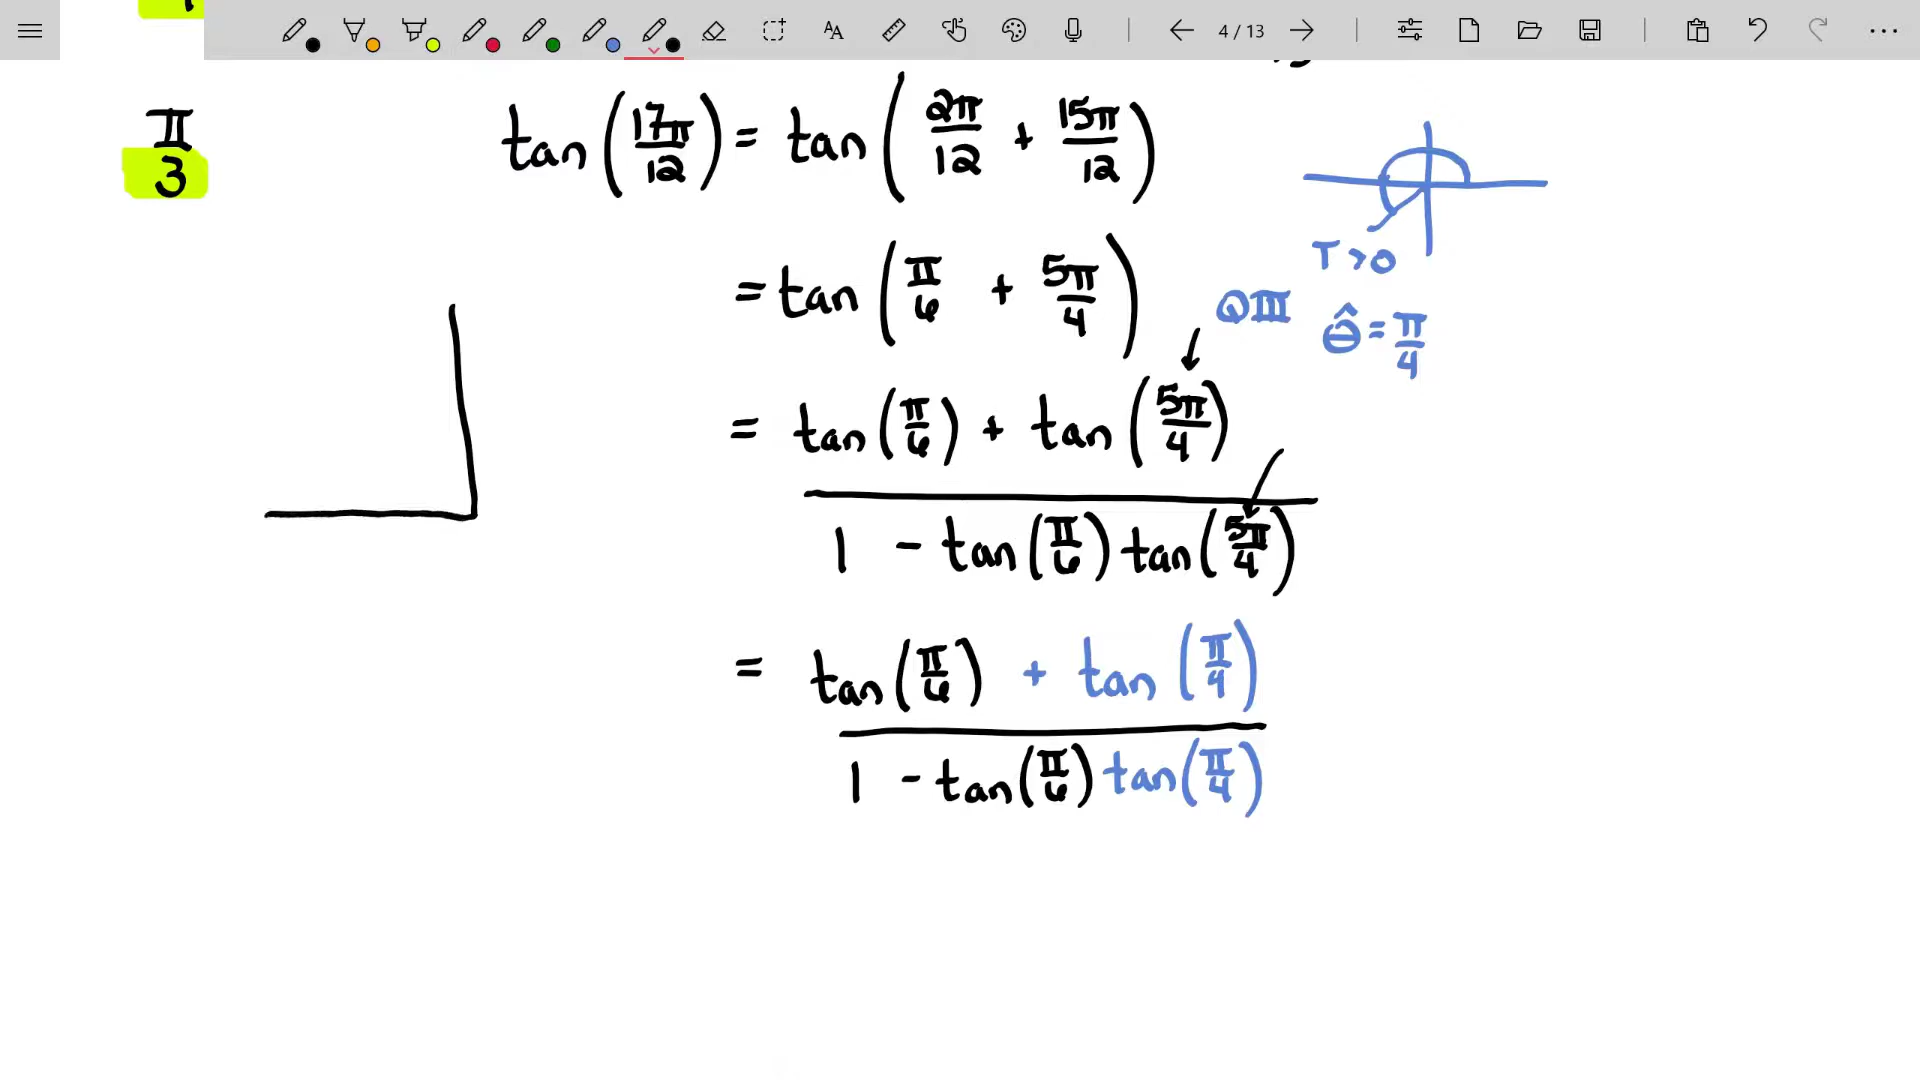 4 / 13
π/3
tan(17π/12) = tan(2π/12 + 15π/12)
= tan(π/6 + 5π/4)
T > 0
QIII
θ̂ = π/4
= tan(π/6) + tan(5π/4)
1 - tan(π/6) tan(5π/4)
= tan(π/6) + tan(π/4)
1 - tan(π/6) tan(π/4)